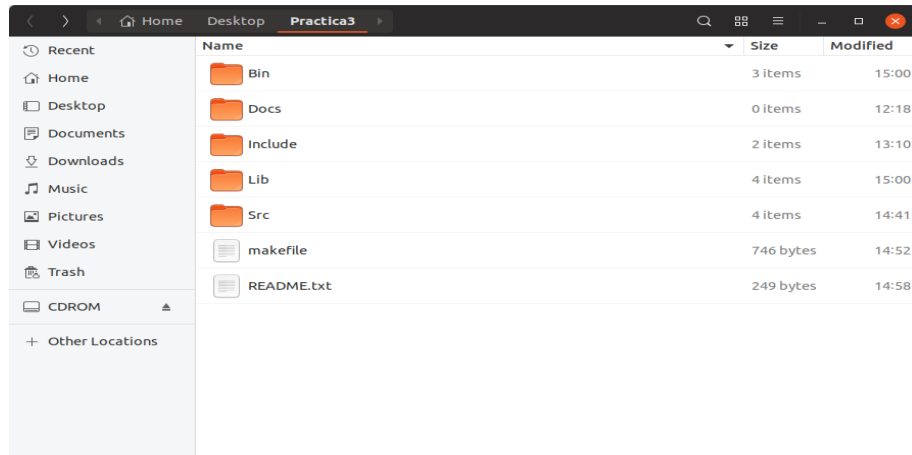 Home Desktop Practica3
Recent
Home
Desktop
Documents
Downloads
Music
Pictures
Videos
Trash
CDROM
+ Other Locations
Name Size Modified
Bin 3 items 15:00
Docs 0 items 12:18
Include 2 items 13:10
Lib 4 items 15:00
Src 4 items 14:41
makefile 746 bytes 14:52
README.txt 249 bytes 14:58